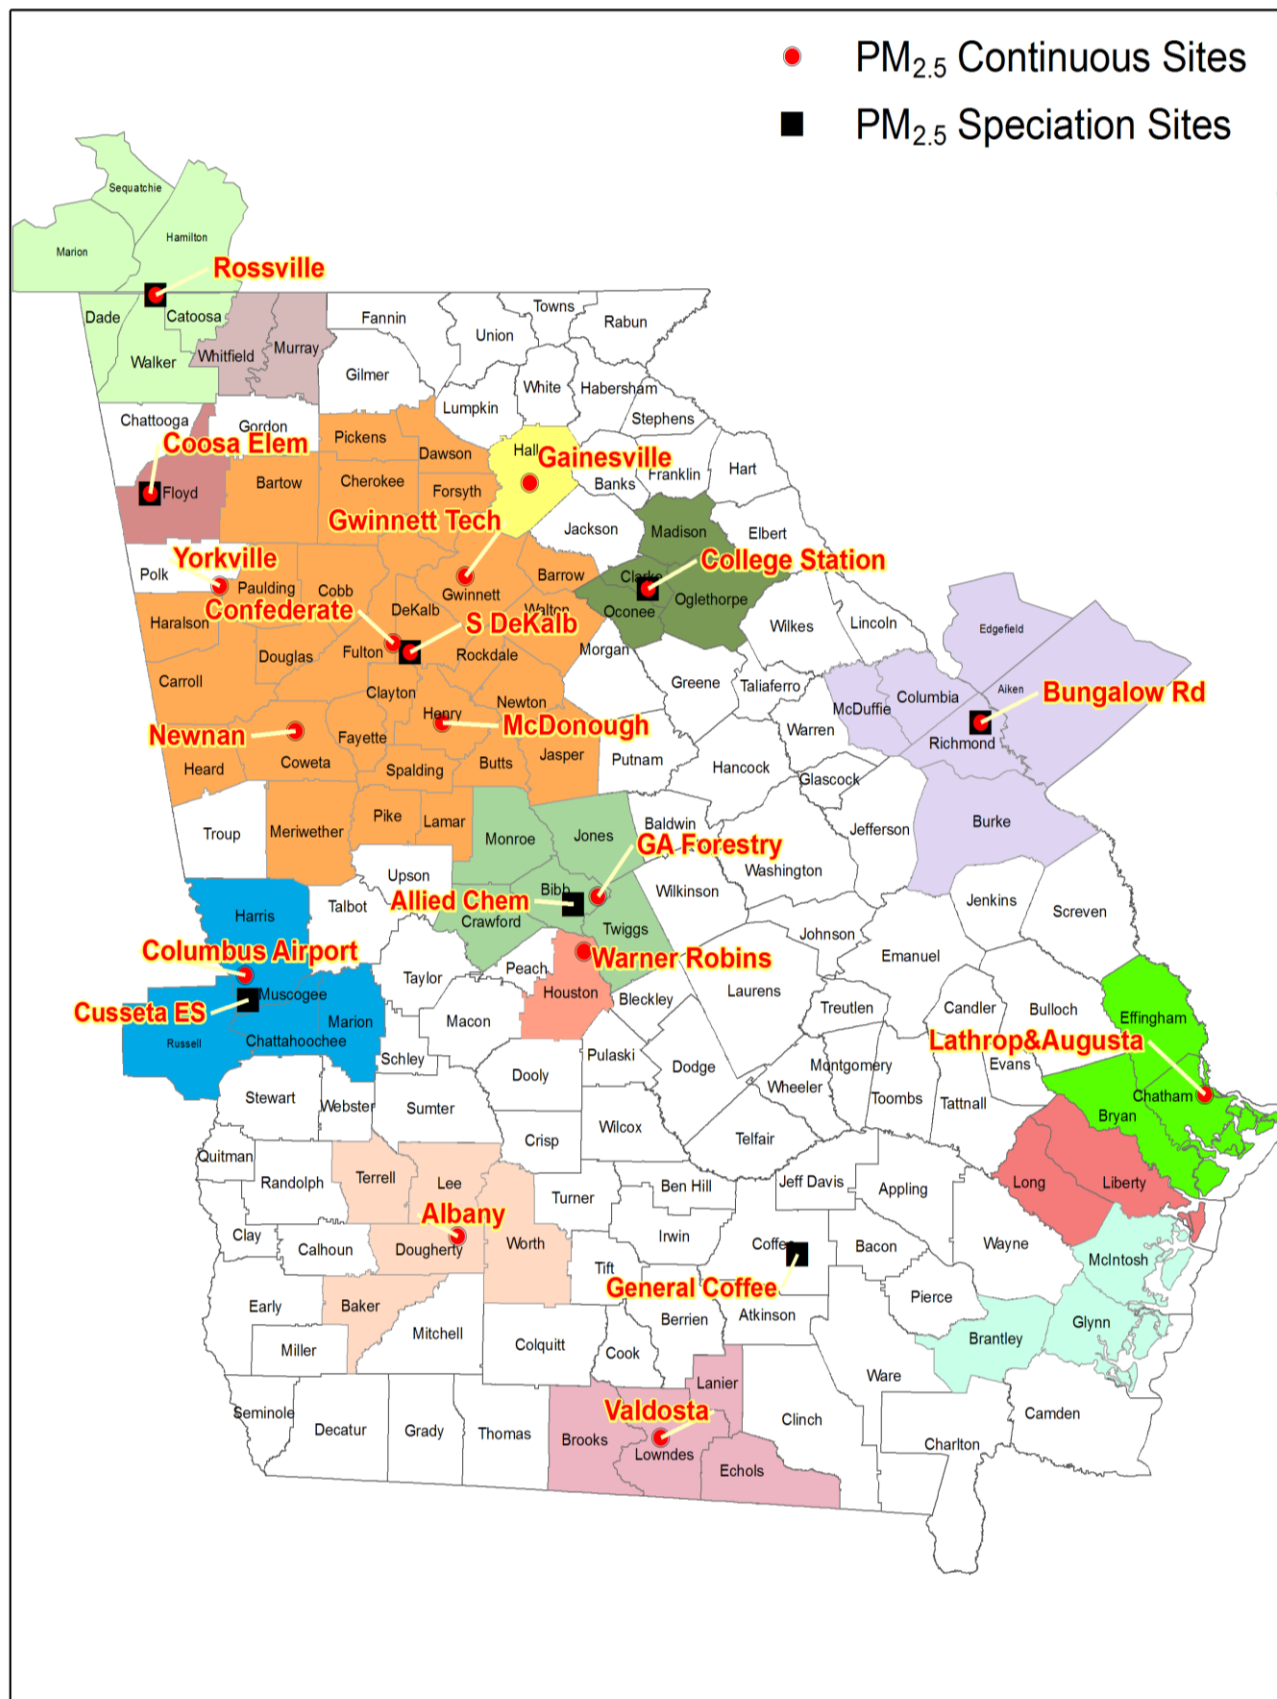 PM2.5 Continuous Sites
PM2.5 Speciation Sites
Sequatchie
Marion
Hamilton
Rossville
Dade
Catoosa
Walker
Whitfield
Murray
Fannin
Towns
Union
Rabun
Gilmer
White
Habersham
Lumpkin
Stephens
Chattooga
Gordon
Coosa Elem
Pickens
Dawson
Hall
Gainesville
Franklin
Hart
Banks
Floyd
Bartow
Cherokee
Forsyth
Gwinnett Tech
Jackson
Madison
Elbert
Yorkville
Polk
Paulding
Cobb
Gwinnett
Barrow
Clarke
College Station
Confederate
DeKalb
Walton
Oconee
Oglethorpe
Haralson
S DeKalb
Wilkes
Lincoln
Edgefield
Douglas
Fulton
Rockdale
Morgan
Carroll
Clayton
Newton
Greene
Taliaferro
Columbia
Aiken
Bungalow Rd
McDuffie
Newnan
Fayette
Henry
McDonough
Warren
Richmond
Heard
Coweta
Spalding
Butts
Jasper
Putnam
Hancock
Glascock
Troup
Meriwether
Pike
Lamar
Monroe
Jones
Baldwin
Jefferson
Burke
GA Forestry
Upson
Washington
Bibb
Wilkinson
Allied Chem
Talbot
Harris
Crawford
Twiggs
Jenkins
Screven
Johnson
Columbus Airport
Warner Robins
Emanuel
Peach
Taylor
Houston
Bleckley
Laurens
Muscogee
Cusseta ES
Marion
Macon
Treutlen
Candler
Bulloch
Effingham
Russell
Chattahoochee
Lathrop&Augusta
Schley
Pulaski
Dodge
Montgomery
Evans
Dooly
Wheeler
Toombs
Tattnall
Chatham
Stewart
Webster
Sumter
Bryan
Crisp
Wilcox
Telfair
Quitman
Randolph
Terrell
Lee
Turner
Ben Hill
Jeff Davis
Appling
Long
Liberty
Albany
Clay
Calhoun
Dougherty
Worth
Irwin
Coffee
Bacon
Wayne
McIntosh
Tift
General Coffee
Early
Baker
Mitchell
Berrien
Atkinson
Pierce
Brantley
Glynn
Miller
Colquitt
Cook
Lanier
Ware
Seminole
Decatur
Grady
Thomas
Valdosta
Brooks
Lowndes
Echols
Clinch
Camden
Charlton